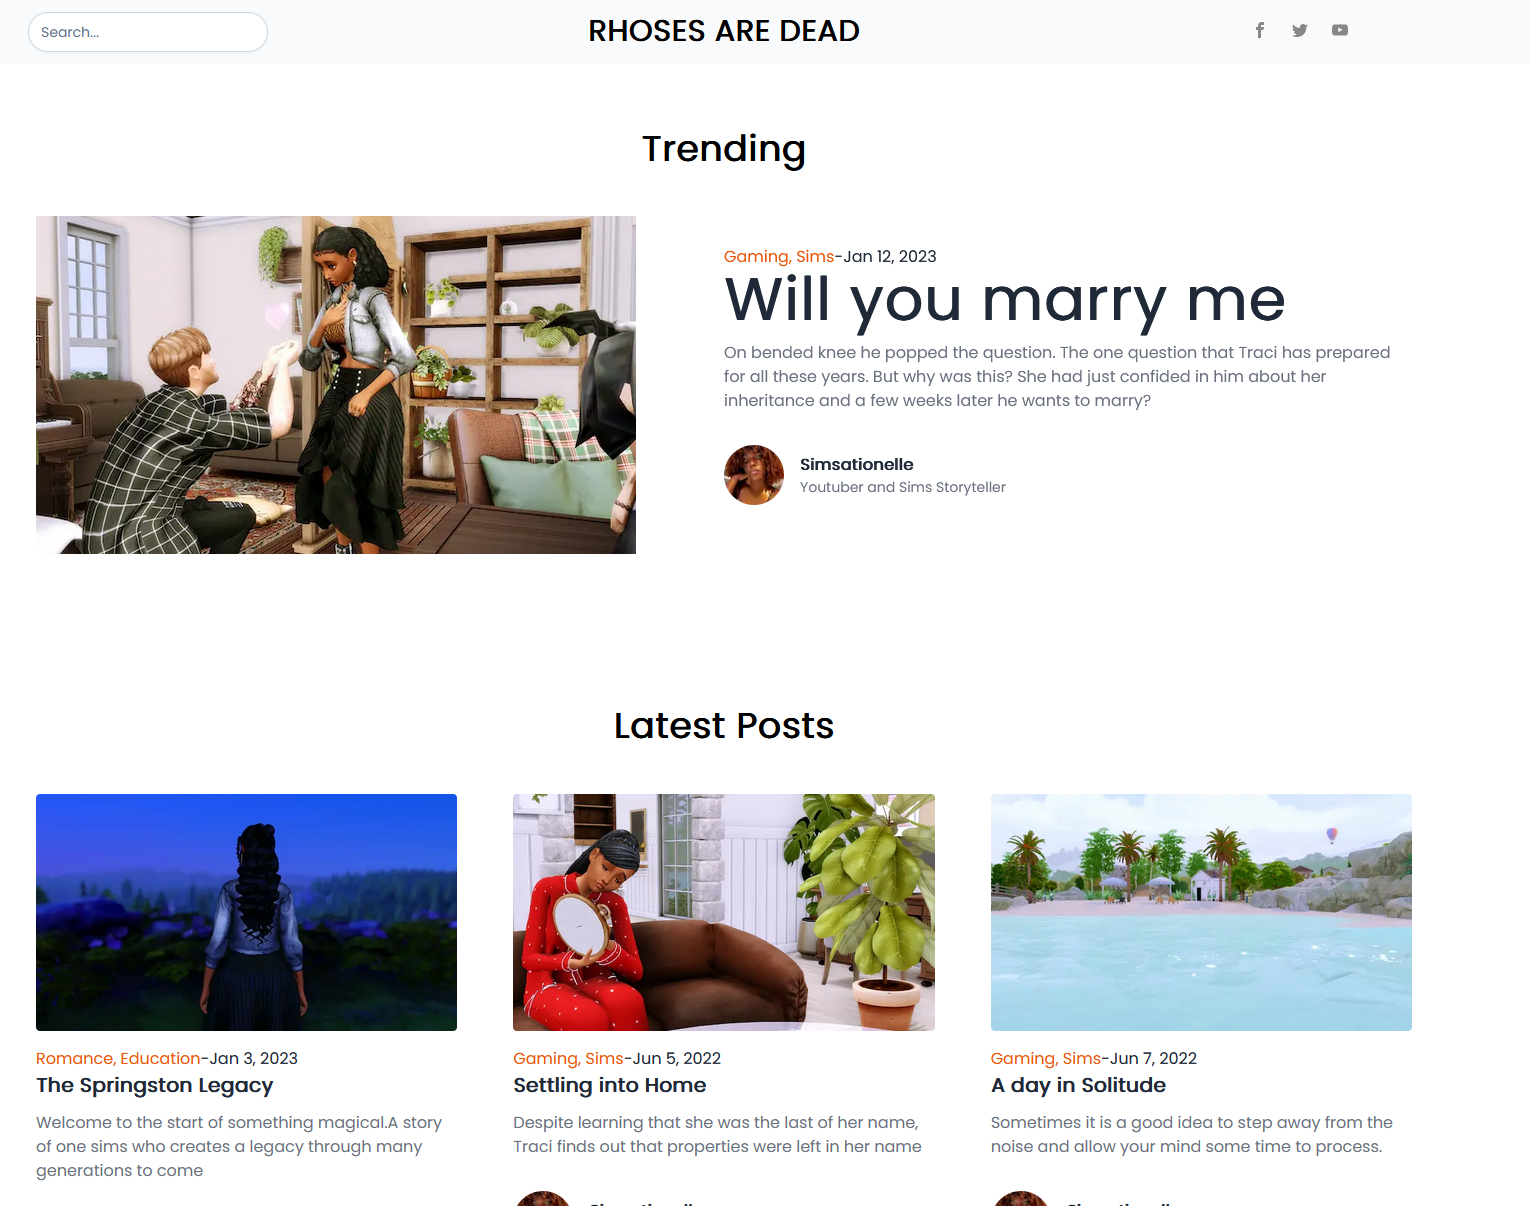 Search...
RHOSES ARE DEAD
Trending
Gaming, Sims-Jan 12, 2023
Will you marry me
On bended knee he popped the question. The one question that Traci has prepared
for all these years. But why was this? She had just confided in him about her
inheritance and a few weeks later he wants to marry?
Simsationelle
Youtuber and Sims Storyteller
Latest Posts
Romance, Education-Jan 3, 2023
The Springston Legacy
Welcome to the start of something magical.A story
of one sims who creates a legacy through many
generations to come
Gaming, Sims-Jun 5, 2022
Settling into Home
Despite learning that she was the last of her name,
Traci finds out that properties were left in her name
Gaming, Sims-Jun 7, 2022
A day in Solitude
Sometimes it is a good idea to step away from the
noise and allow your mind some time to process.